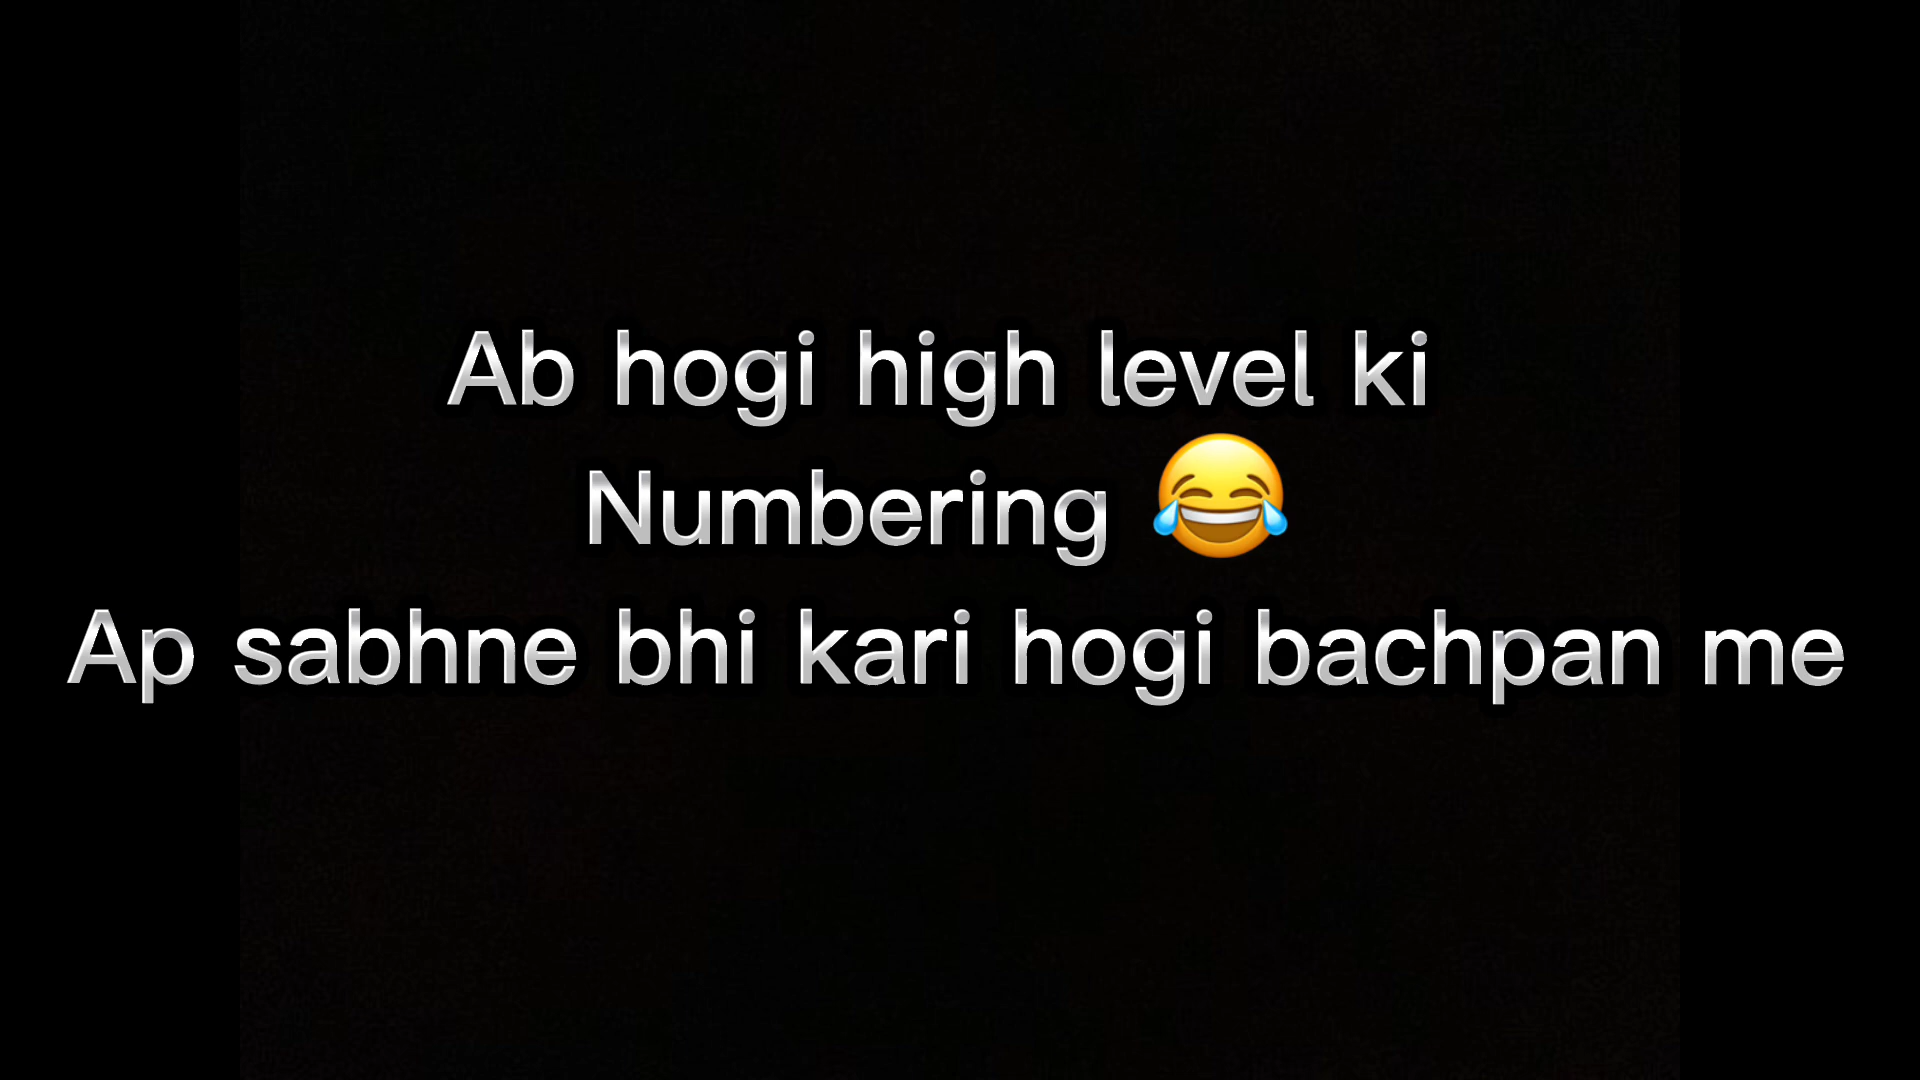 Ab hogi high level ki
Numbering 😂
Ap sabhne bhi kari hogi bachpan me